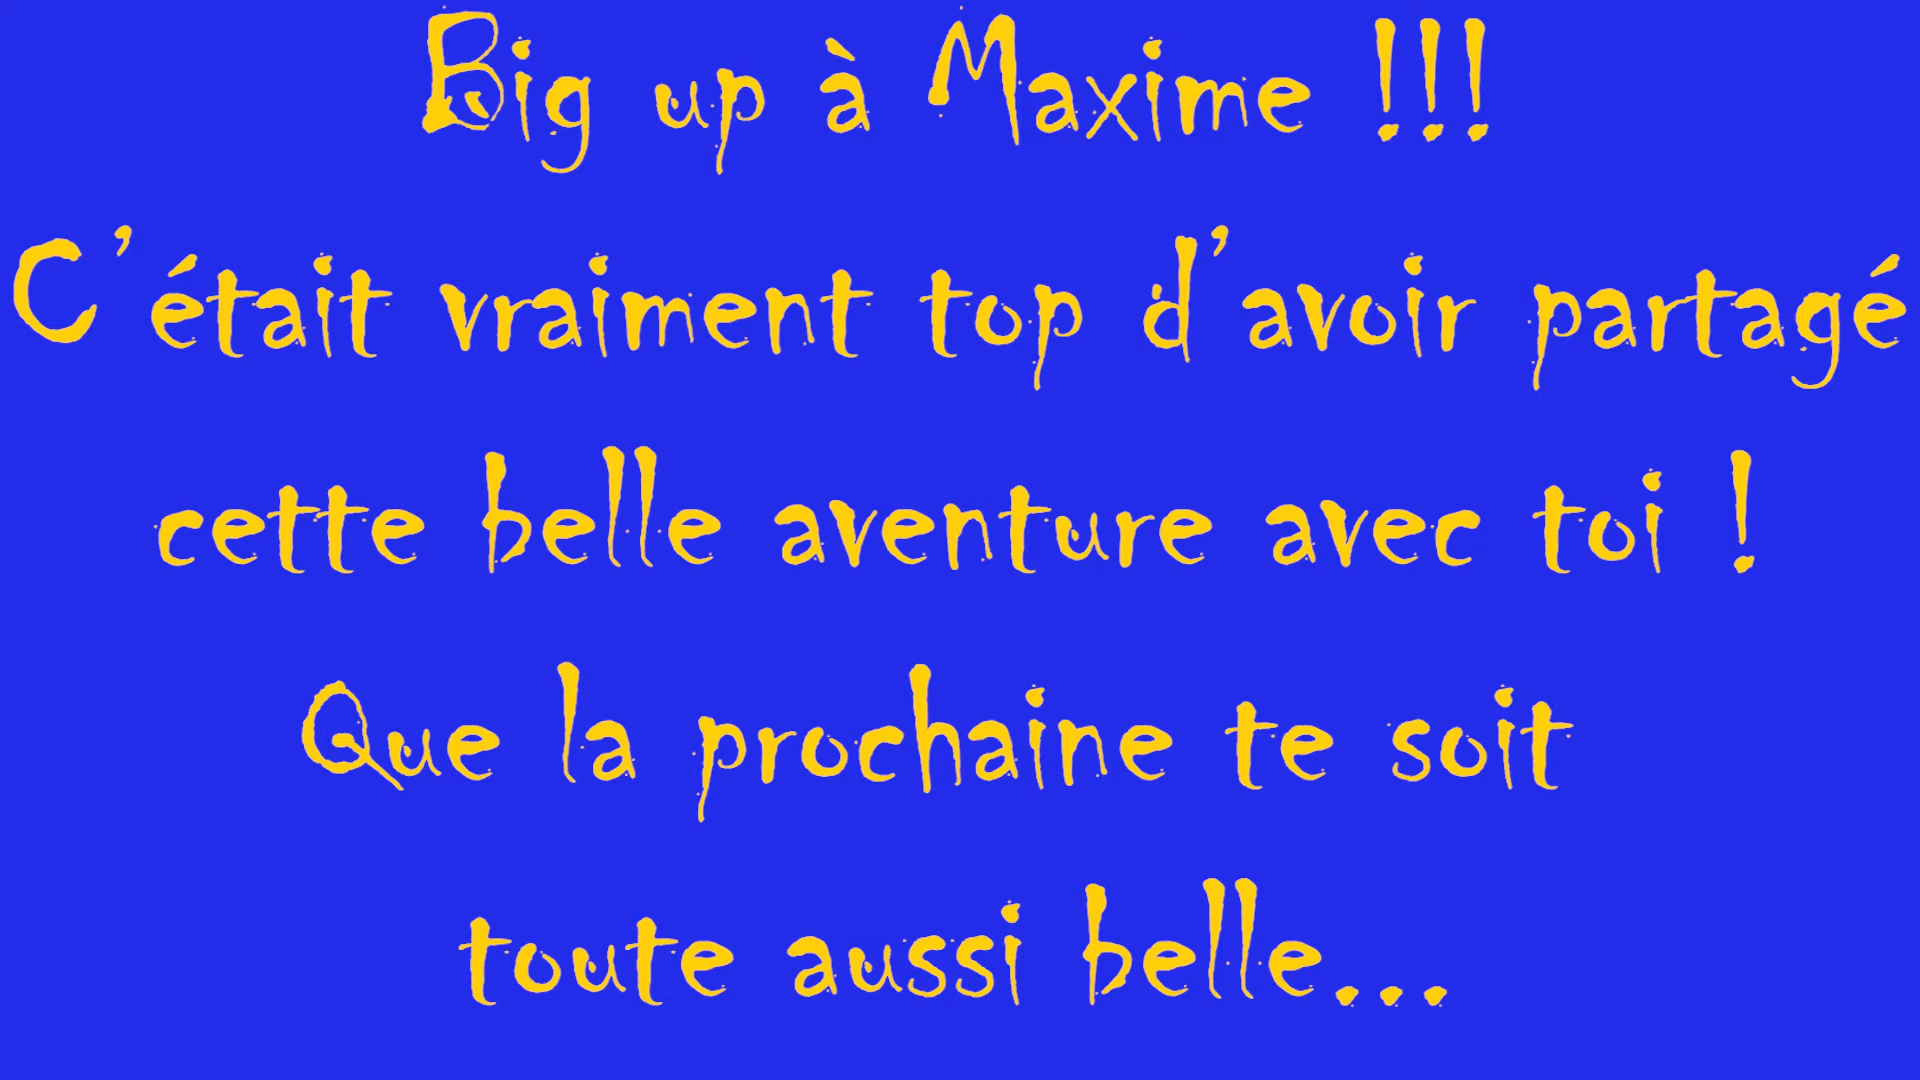 Big up à Maxime !!!
C'était vraiment top d'avoir partagé
cette belle aventure avec toi !
Que la prochaine te soit
toute aussi belle...